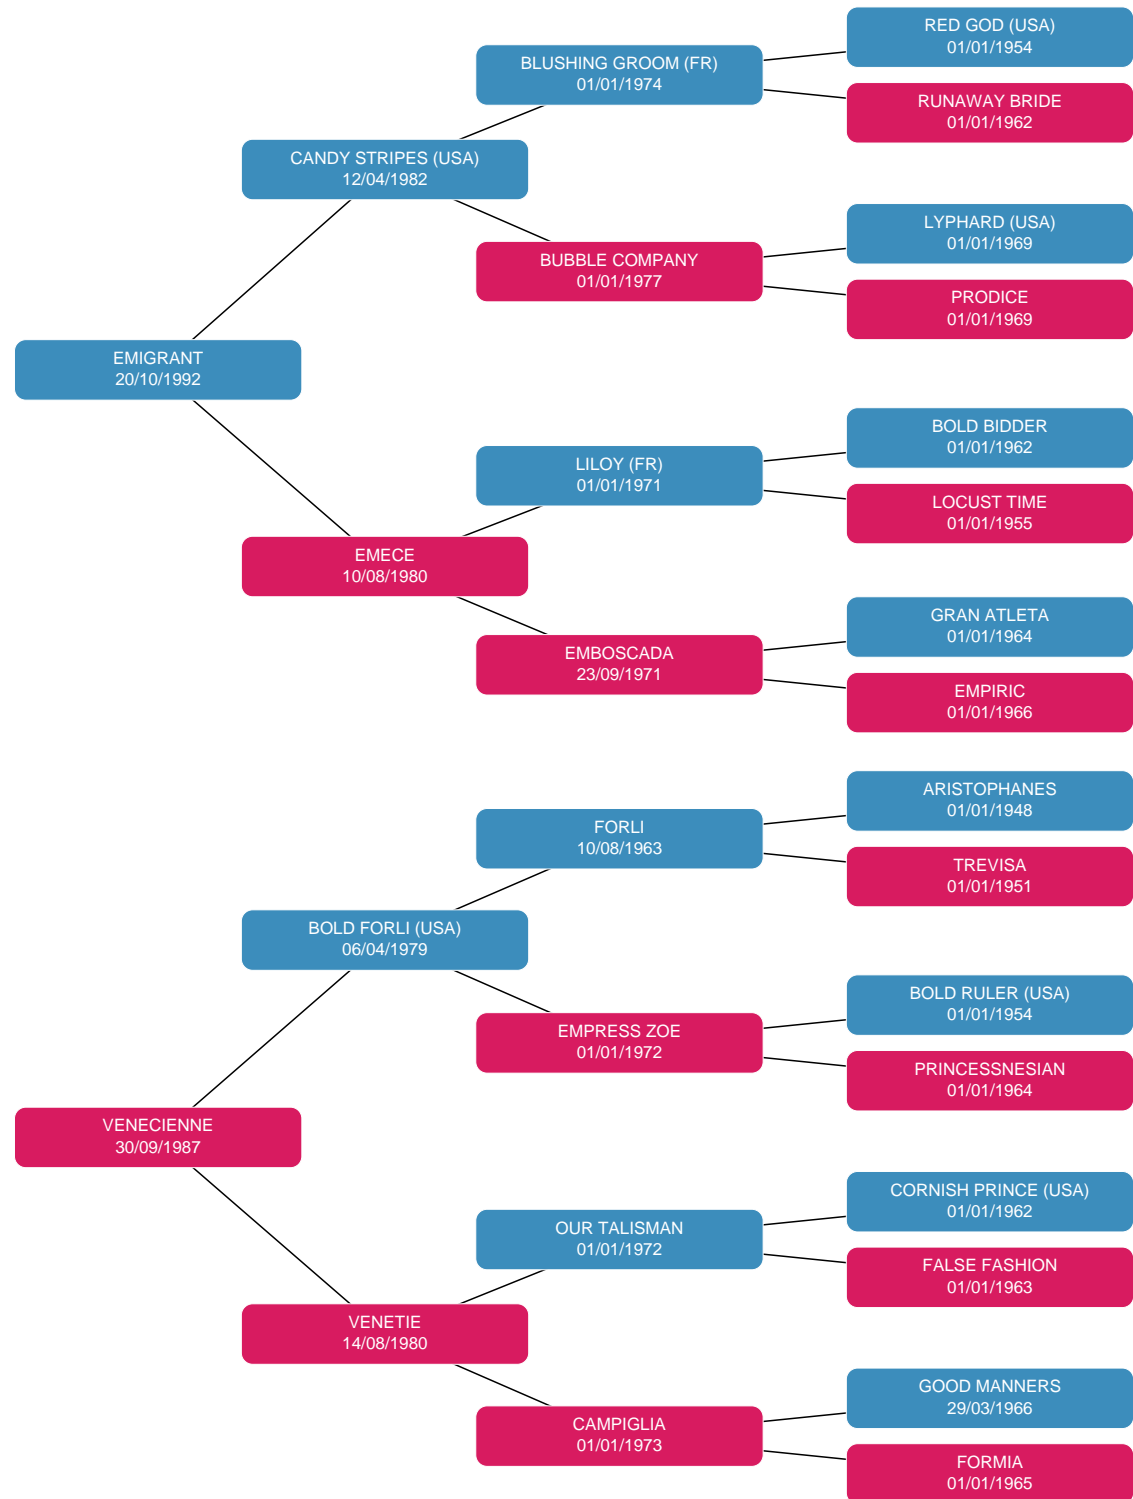 RED GOD (USA)
01/01/1954
BLUSHING GROOM (FR)
01/01/1974
RUNAWAY BRIDE
01/01/1962
CANDY STRIPES (USA)
12/04/1982
LYPHARD (USA)
01/01/1969
BUBBLE COMPANY
01/01/1977
PRODICE
01/01/1969
EMIGRANT
20/10/1992
BOLD BIDDER
01/01/1962
LILOY (FR)
01/01/1971
LOCUST TIME
01/01/1955
EMECE
10/08/1980
GRAN ATLETA
01/01/1964
EMBOSCADA
23/09/1971
EMPIRIC
01/01/1966
ARISTOPHANES
01/01/1948
FORLI
10/08/1963
TREVISA
01/01/1951
BOLD FORLI (USA)
06/04/1979
BOLD RULER (USA)
01/01/1954
EMPRESS ZOE
01/01/1972
PRINCESSNESIAN
01/01/1964
VENECIENNE
30/09/1987
CORNISH PRINCE (USA)
01/01/1962
OUR TALISMAN
01/01/1972
FALSE FASHION
01/01/1963
VENETIE
14/08/1980
GOOD MANNERS
29/03/1966
CAMPIGLIA
01/01/1973
FORMIA
01/01/1965